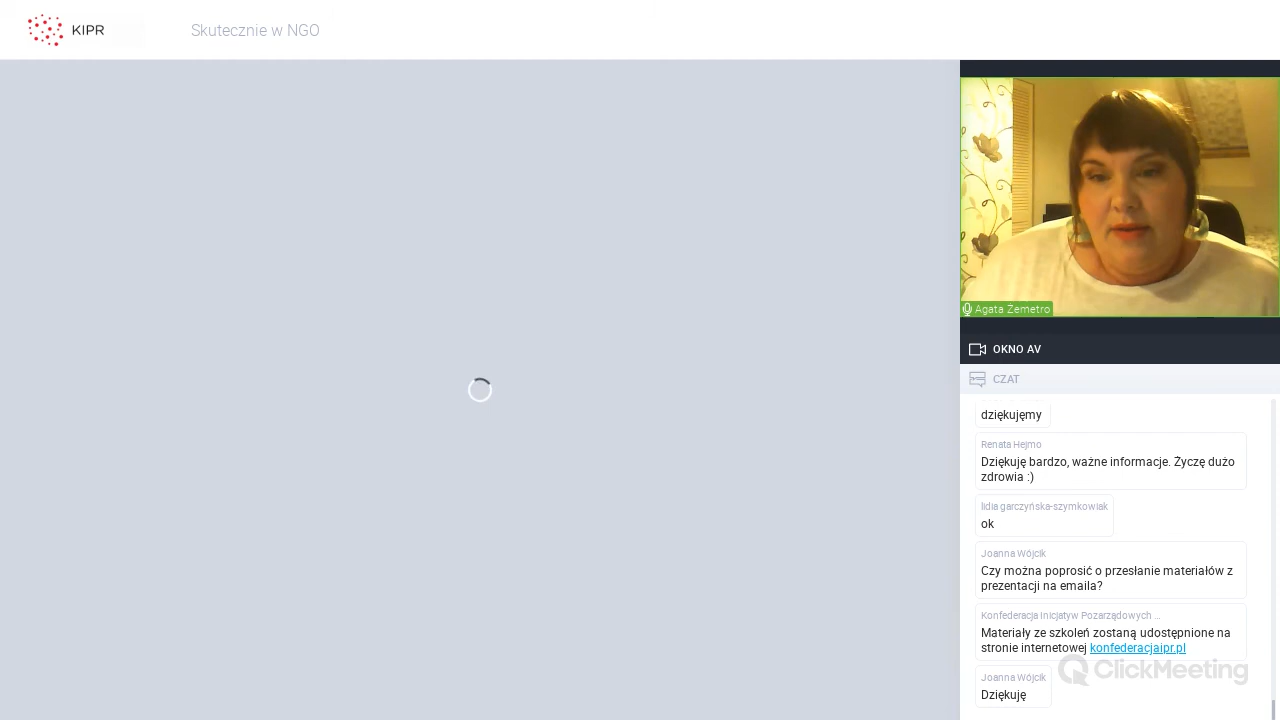 KIPR
Skutecznie w NGO
Agata Żemetro
OKNO AV
CZAT
dziękujęmy
Renata Hejmo
Dziękuję bardzo, ważne informacje. Życzę dużo
zdrowia :)
lidia garczyńska-szymkowiak
ok
Joanna Wójcik
Czy można poprosić o przesłanie materiałów z
prezentacji na emaila?
Konfederacja Inicjatyw Pozarządowych ...
Materiały ze szkoleń zostaną udostępnione na
stronie internetowej konfederacjaipr.pl
ClickMeeting
Joanna Wójcik
Dziękuję